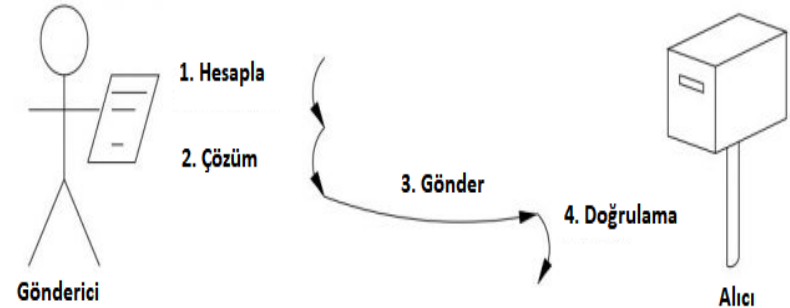 1. Hesapla
2. Çözüm
3. Gönder
4. Doğrulama
Gönderici
Alıcı